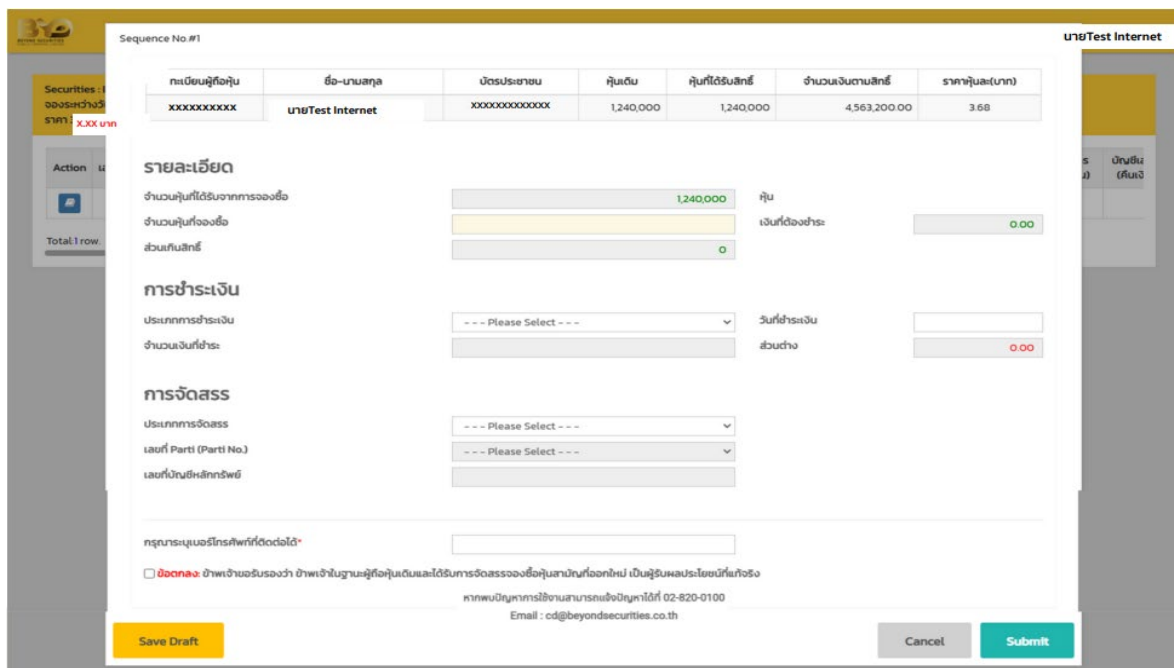 BYD
BEYOND SECURITIES
Sequence No.#1
นายTest Internet
Securities :
จองระหว่างวั
ราคา
X.XX บาท
ทะเบียนผู้ถือหุ้น ชื่อ-นามสกุล บัตรประชาชน หุ้นเดิม หุ้นที่ได้รับสิทธิ์ จำนวนเงินตามสิทธิ์ ราคาหุ้นละ(บาท)
XXXXXXXXXX นายTest Internet XXXXXXXXXXXXX 1,240,000 1,240,000 4,563,200.00 3.68
Action
บัญชีเล
(คืนเงิ
Total:1 row.
รายละเอียด
จำนวนหุ้นที่ได้รับจากการจองซื้อ 1,240,000 หุ้น
จำนวนหุ้นที่จองซื้อ เงินที่ต้องชำระ 0.00
ส่วนเกินสิทธิ์ 0
การชำระเงิน
ประเภทการชำระเงิน - - - Please Select - - - วันที่ชำระเงิน
จำนวนเงินที่ชำระ ส่วนต่าง 0.00
การจัดสรร
ประเภทการจัดสรร - - - Please Select - - -
เลขที่ Parti (Parti No.) - - - Please Select - - -
เลขที่บัญชีหลักทรัพย์
กรุณาระบุเบอร์โทรศัพท์ที่ติดต่อได้*
ข้อตกลง: ข้าพเจ้าขอรับรองว่า ข้าพเจ้าในฐานะผู้ถือหุ้นเดิมและได้รับการจัดสรรจองซื้อหุ้นสามัญที่ออกใหม่ เป็นผู้รับผลประโยชน์ที่แท้จริง
หากพบปัญหาการใช้งานสามารถแจ้งปัญหาได้ที่ 02-820-0100
Email : cd@beyondsecurities.co.th
Save Draft Cancel Submit